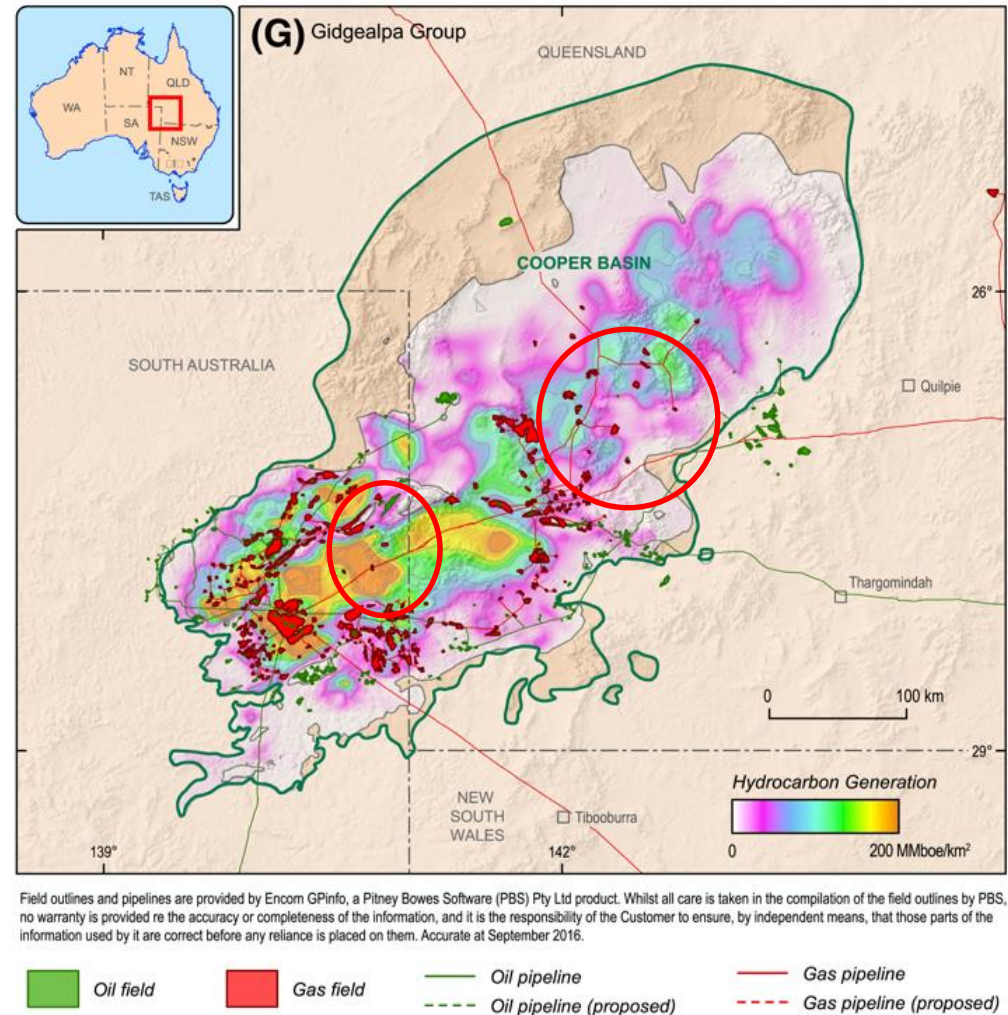 (G) Gidgealpa Group
NT
QLD
WA
SA
NSW
TAS
QUEENSLAND
COOPER BASIN
26°
SOUTH AUSTRALIA
Quilpie
Thargomindah
0 100 km
29°
NEW
SOUTH
WALES
Tibooburra
Hydrocarbon Generation
0 200 MMboe/km²
139° 142°
Field outlines and pipelines are provided by Encom GPinfo, a Pitney Bowes Software (PBS) Pty Ltd product. Whilst all care is taken in the compilation of the field outlines by PBS,
no warranty is provided re the accuracy or completeness of the information, and it is the responsibility of the Customer to ensure, by independent means, that those parts of the
information used by it are correct before any reliance is placed on them. Accurate at September 2016.
Oil field
Gas field
Oil pipeline
Oil pipeline (proposed)
Gas pipeline
Gas pipeline (proposed)